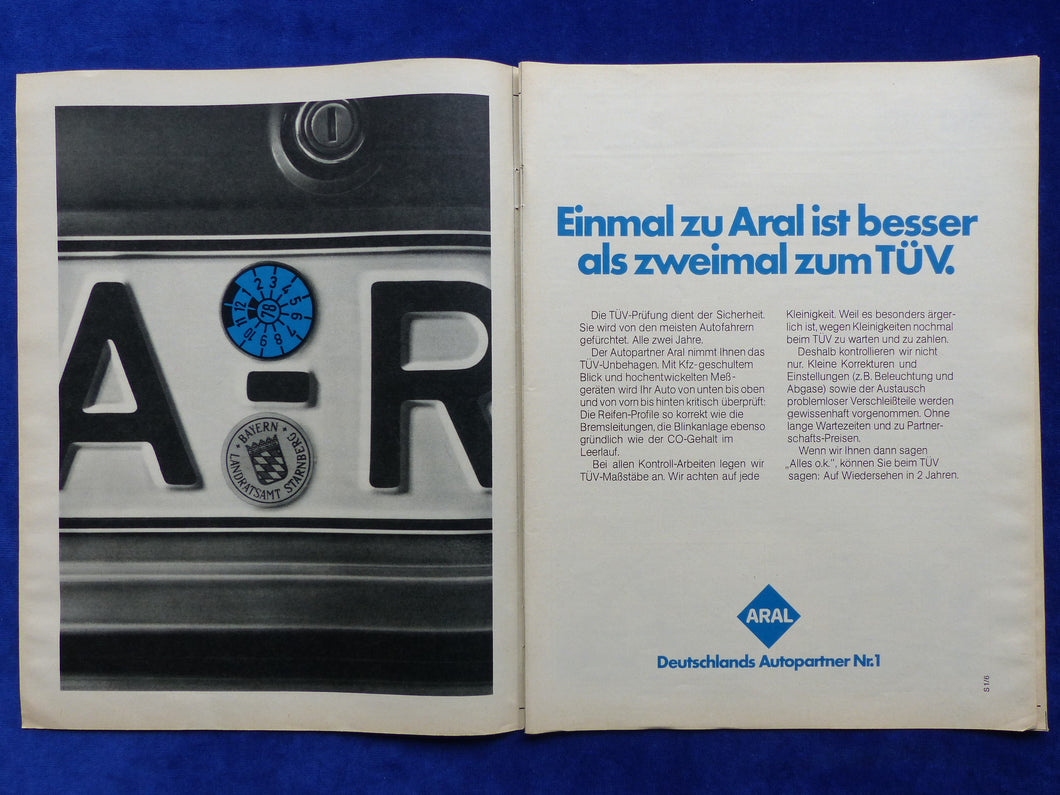 A R
1 2 3 4 5 6 4 8 9 10 11 12
78
BAYERN
LANDRATSAMT STARNBERG
Einmal zu Aral ist besser
als zweimal zum TÜV.
Die TÜV-Prüfung dient der Sicherheit.
Sie wird von den meisten Autofahrern
gefürchtet. Alle zwei Jahre.
Der Autopartner Aral nimmt Ihnen das
TÜV-Unbehagen. Mit Kfz-geschultem
Blick und hochentwickelten Meß-
geräten wird Ihr Auto von unten bis oben
und von vorn bis hinten kritisch überprüft:
Die Reifen-Profile so korrekt wie die
Bremsleitungen, die Blinkanlage ebenso
gründlich wie der CO-Gehalt im
Leerlauf.
Bei allen Kontroll-Arbeiten legen wir
TÜV-Maßstäbe an. Wir achten auf jede
Kleinigkeit. Weil es besonders ärger-
lich ist, wegen Kleinigkeiten nochmal
beim TÜV zu warten und zu zahlen.
Deshalb kontrollieren wir nicht
nur. Kleine Korrekturen und
Einstellungen (z.B. Beleuchtung und
Abgase) sowie der Austausch
problemloser Verschleißteile werden
gewissenhaft vorgenommen. Ohne
lange Wartezeiten und zu Partner-
schafts-Preisen.
Wenn wir Ihnen dann sagen
„Alles o.k.“, können Sie beim TÜV
sagen: Auf Wiedersehen in 2 Jahren.
ARAL
Deutschlands Autopartner Nr.1
S 1/6